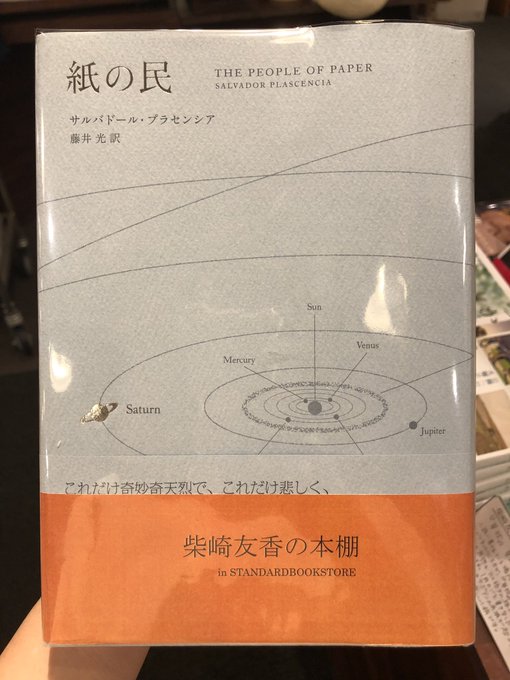 紙の民
THE PEOPLE OF PAPER
SALVADOR PLASCENCIA
サルバドール・プラセンシア
藤井 光 訳
Sun
Venus
Mercury
Saturn
Jupiter
これだけ奇妙奇天烈で、これだけ悲しく、
柴崎友香の本棚
in STANDARDBOOKSTORE